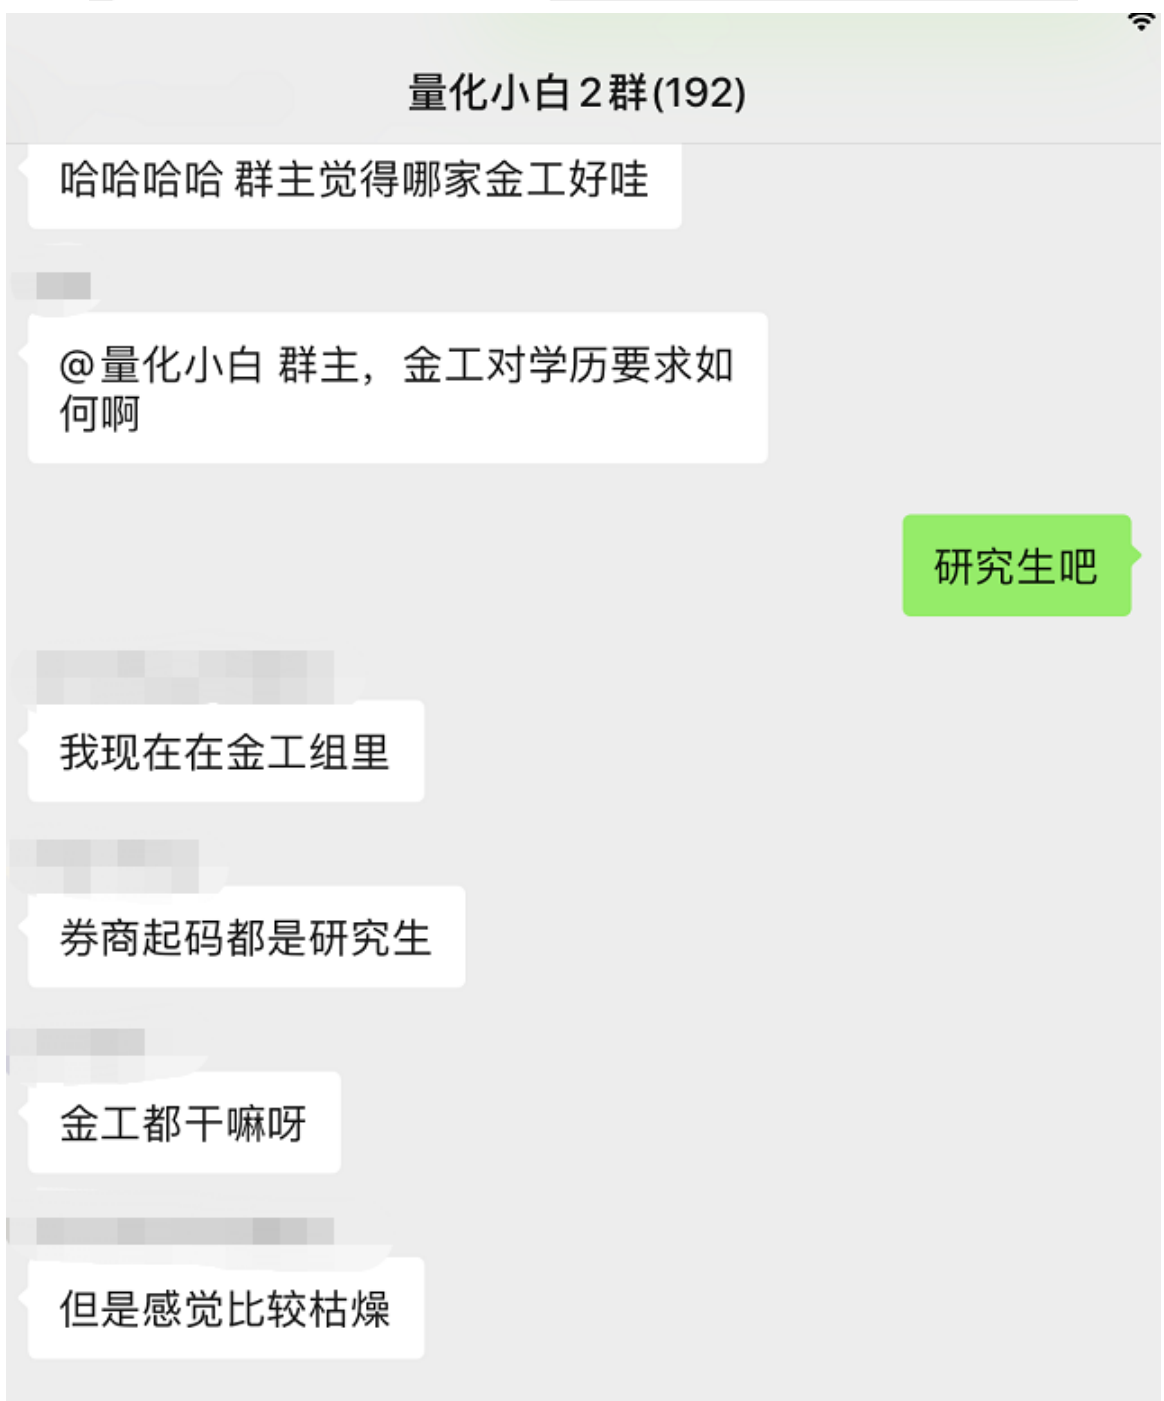 量化小白2群(192)
哈哈哈哈 群主觉得哪家金工好哇
@量化小白 群主，金工对学历要求如
何啊
研究生吧
我现在在金工组里
券商起码都是研究生
金工都干嘛呀
但是感觉比较枯燥